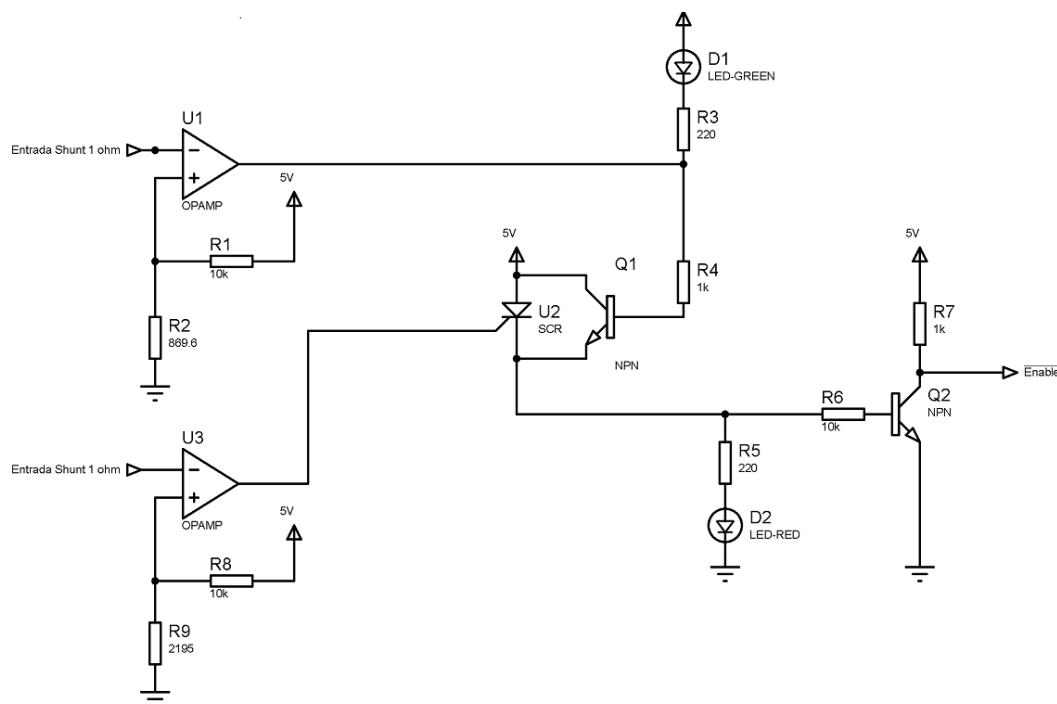 D1
LED-GREEN
U1
R3
220
Entrada Shunt 1 ohm
5V
OPAMP
R1
10k
5V
Q1
R4
1k
5V
U2
SCR
R2
869.6
R7
1k
NPN
Enable
R6
10k
Q2
NPN
U3
R5
220
Entrada Shunt 1 ohm
5V
OPAMP
D2
LED-RED
R8
10k
R9
2195